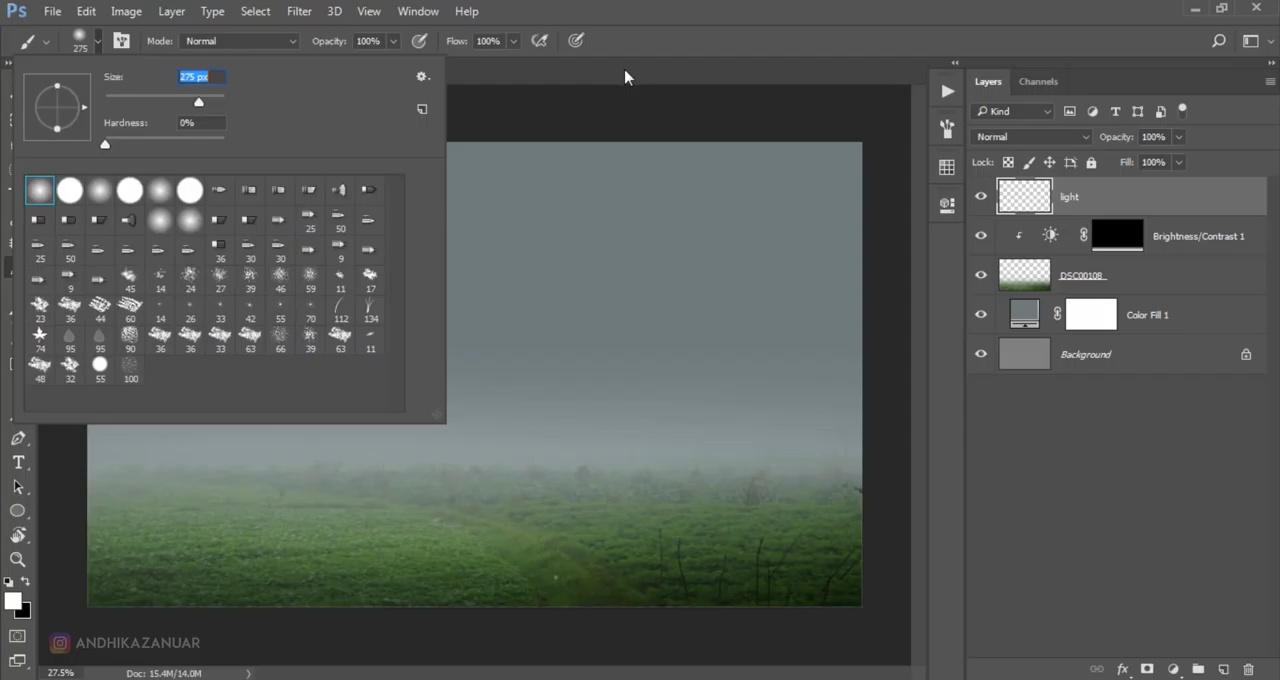 Ps File Edit Image Layer Type Select Filter 3D View Window Help
275 Mode: Normal Opacity: 100% Flow: 100%
Size: 275 px
Hardness: 0%
25 50
25 50 36 30 30 9
9 45 14 24 27 39 46 59 11 17
23 36 44 60 14 26 33 42 55 70 112 134
74 95 95 90 36 36 33 63 66 39 63 11
48 32 55 100
Layers Channels
Kind
Normal Opacity: 100%
Lock: Fill: 100%
light
Brightness/Contrast 1
DSC00108
Color Fill 1
Background
ANDHIKAZANUAR
27.5% Doc: 15.4M/14.0M
fx